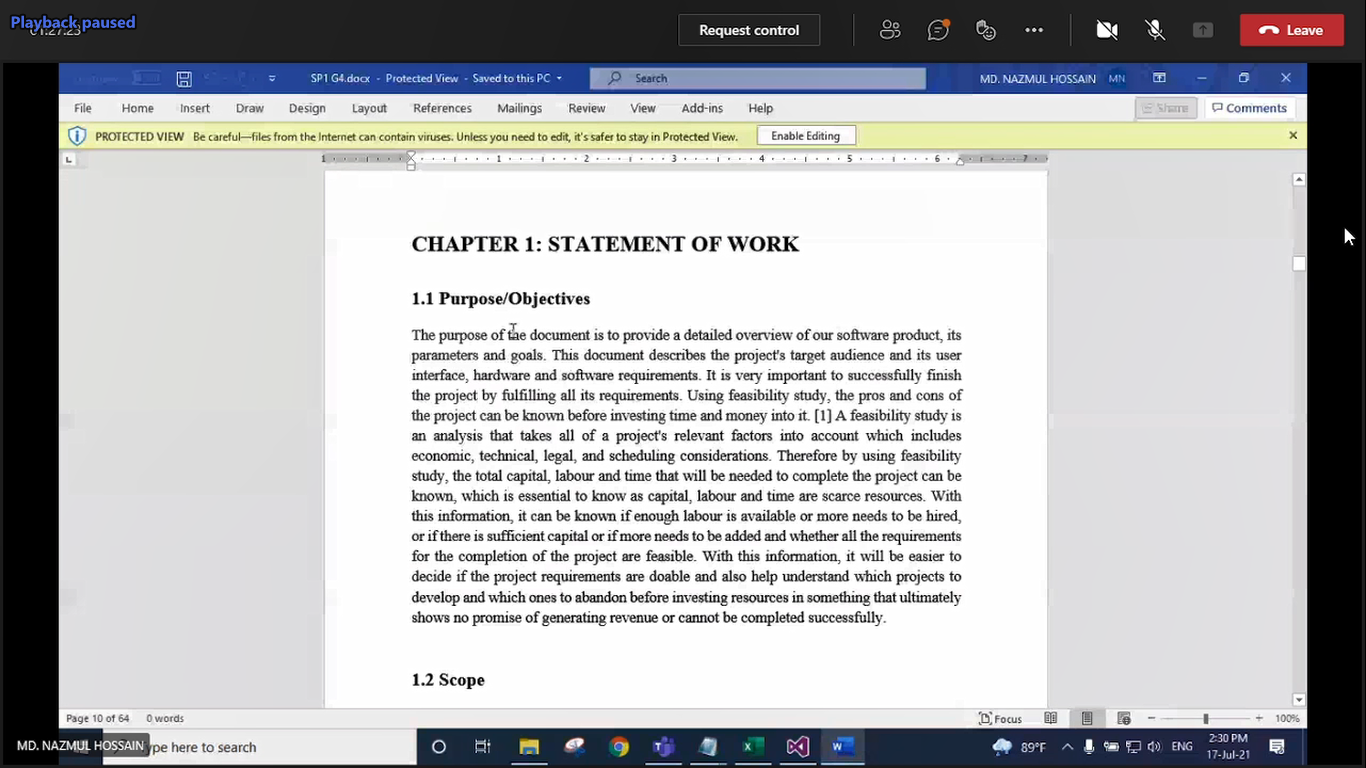 Playback paused
01:27:23
Request control
Leave
SP1 G4.docx - Protected View - Saved to this PC
Search
MD. NAZMUL HOSSAIN
MN
File Home Insert Draw Design Layout References Mailings Review View Add-ins Help
Share
Comments
PROTECTED VIEW Be careful—files from the Internet can contain viruses. Unless you need to edit, it's safer to stay in Protected View.
Enable Editing
1 1 2 3 4 5 6 7
CHAPTER 1: STATEMENT OF WORK
1.1 Purpose/Objectives
The purpose of the document is to provide a detailed overview of our software product, its
parameters and goals. This document describes the project's target audience and its user
interface, hardware and software requirements. It is very important to successfully finish
the project by fulfilling all its requirements. Using feasibility study, the pros and cons of
the project can be known before investing time and money into it. [1] A feasibility study is
an analysis that takes all of a project's relevant factors into account which includes
economic, technical, legal, and scheduling considerations. Therefore by using feasibility
study, the total capital, labour and time that will be needed to complete the project can be
known, which is essential to know as capital, labour and time are scarce resources. With
this information, it can be known if enough labour is available or more needs to be hired,
or if there is sufficient capital or if more needs to be added and whether all the requirements
for the completion of the project are feasible. With this information, it will be easier to
decide if the project requirements are doable and also help understand which projects to
develop and which ones to abandon before investing resources in something that ultimately
shows no promise of generating revenue or cannot be completed successfully.
1.2 Scope
Page 10 of 64 0 words
Focus
100%
MD. NAZMUL HOSSAIN
ype here to search
89°F
ENG
2:30 PM
17-Jul-21